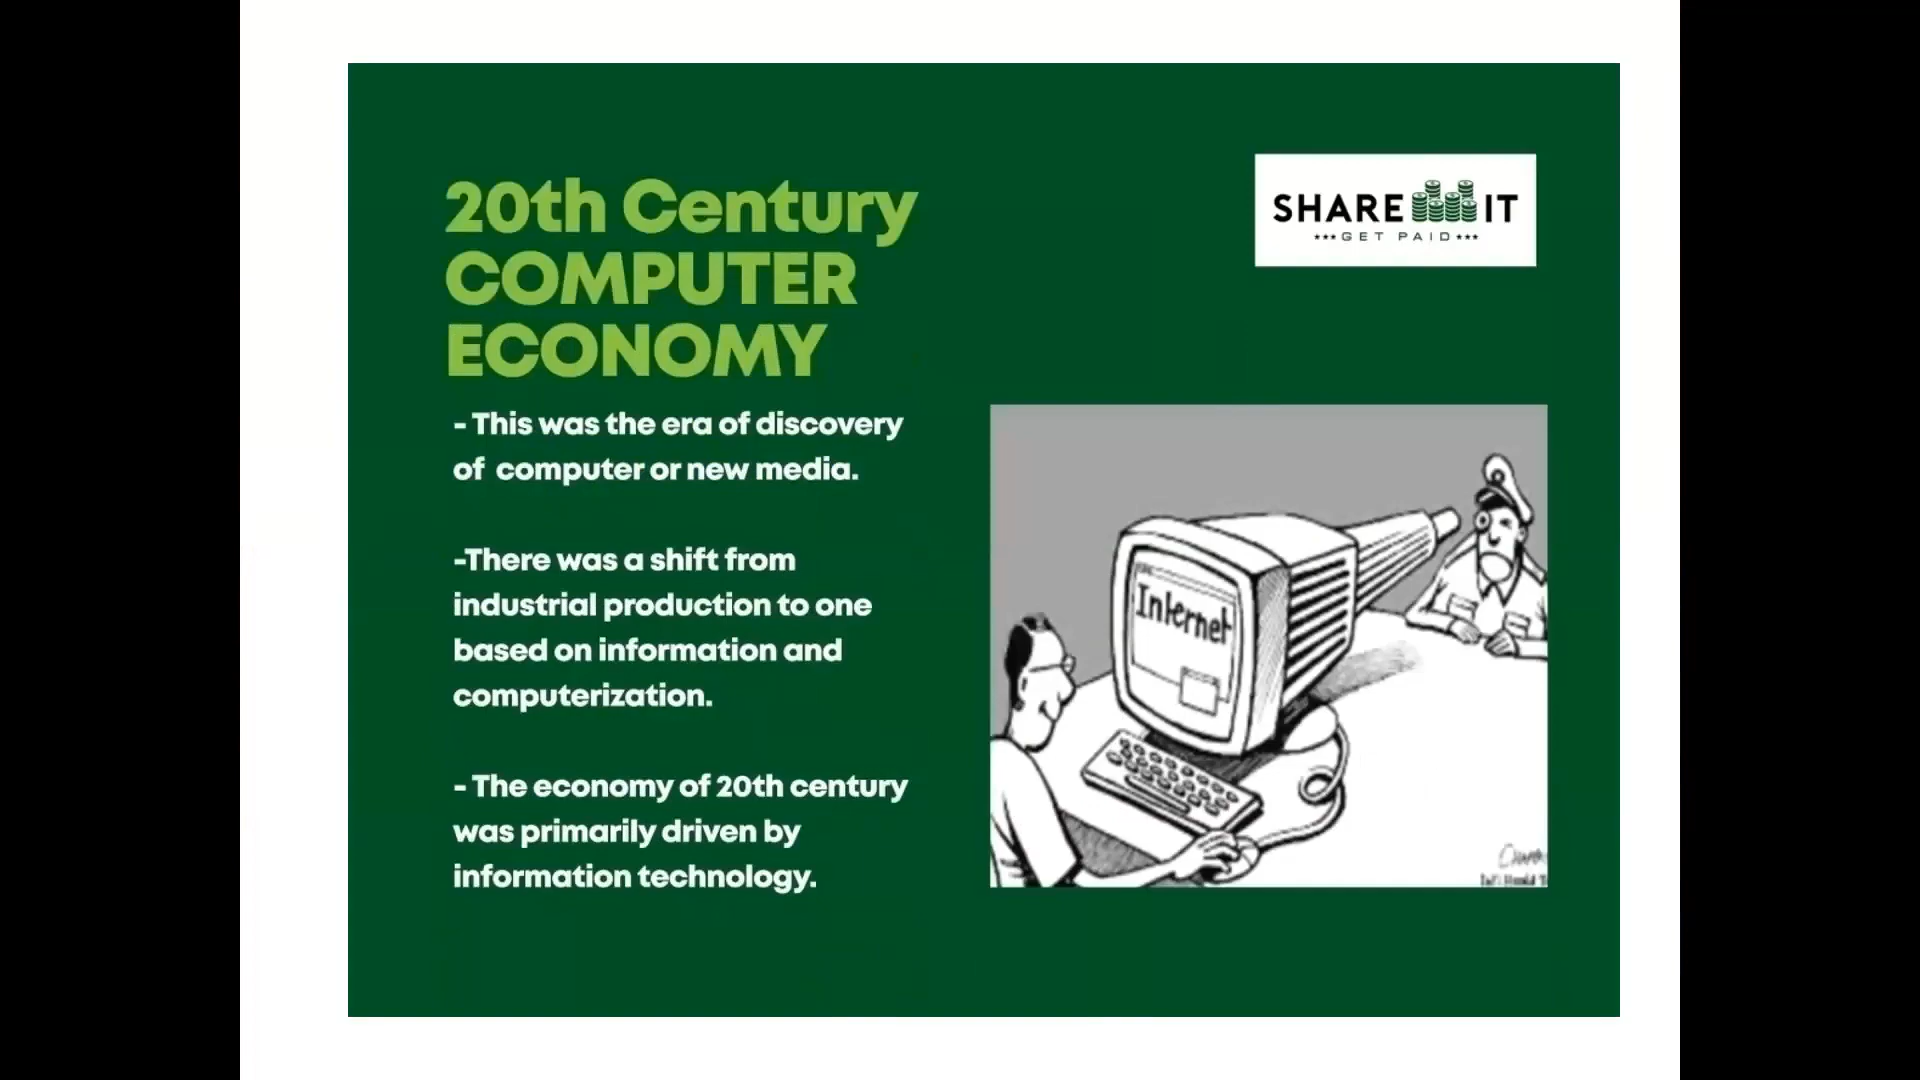 20th Century
COMPUTER
ECONOMY
SHARE IT
***GET PAID***
- This was the era of discovery
of computer or new media.
-There was a shift from
industrial production to one
based on information and
computerization.
- The economy of 20th century
was primarily driven by
information technology.
Internet